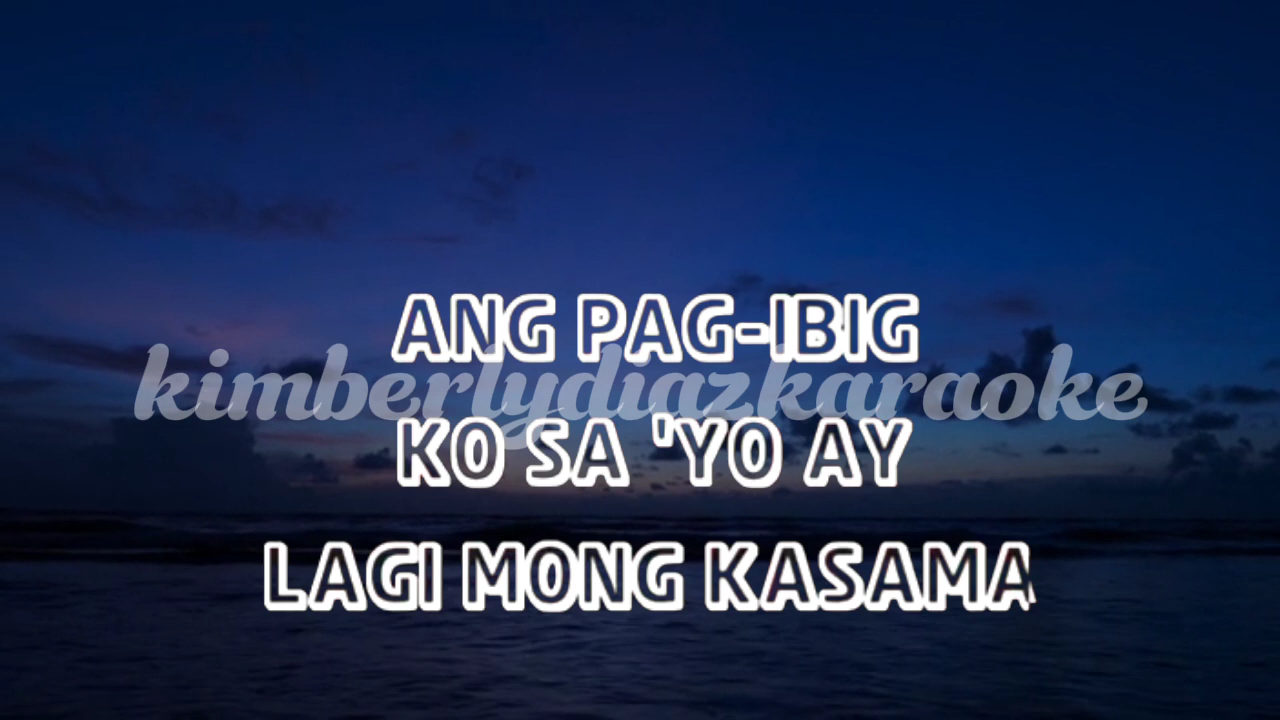 ANG PAG-IBIG
kimberlydiazkaraoke
KO SA 'YO AY
LAGI MONG KASAMA